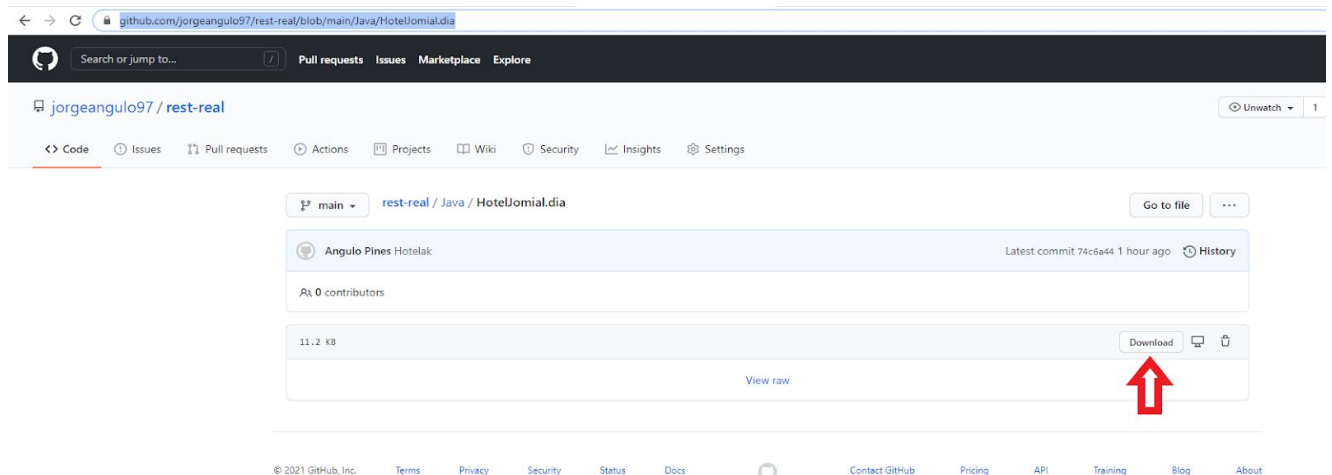 github.com/jorgeangulo97/rest-real/blob/main/Java/HotelJomial.dia
Search or jump to... / Pull requests Issues Marketplace Explore
jorgeangulo97 / rest-real Unwatch 1
<> Code Issues Pull requests Actions Projects Wiki Security Insights Settings
main rest-real / Java / HotelJomial.dia Go to file ...
Angulo Pines Hotelak Latest commit 74c6a44 1 hour ago History
0 contributors
11.2 KB Download
View raw
© 2021 GitHub, Inc. Terms Privacy Security Status Docs Contact GitHub Pricing API Training Blog About